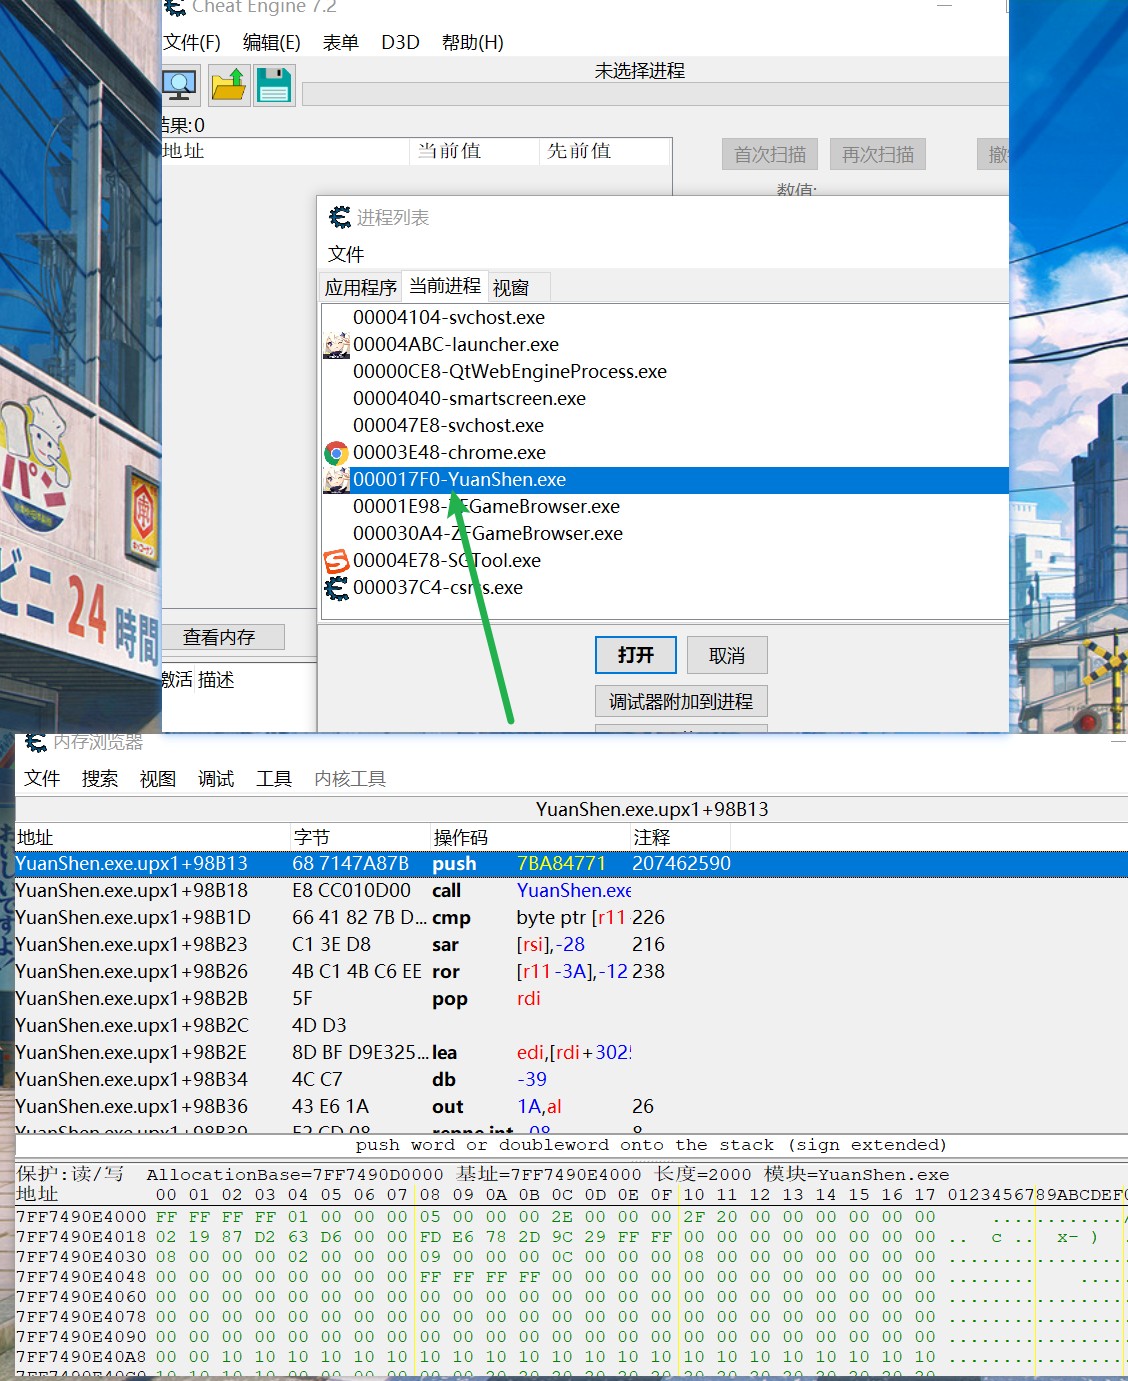 Cheat Engine 7.2
文件(F) 编辑(E) 表单 D3D 帮助(H)
未选择进程
结果:0
地址 当前值 先前值
首次扫描 再次扫描
数值:
进程列表
文件
应用程序 当前进程 视窗
00004104-svchost.exe
00004ABC-launcher.exe
00000CE8-QtWebEngineProcess.exe
00004040-smartscreen.exe
000047E8-svchost.exe
00003E48-chrome.exe
000017F0-YuanShen.exe
00001E98-ZFGameBrowser.exe
000030A4-ZFGameBrowser.exe
00004E78-SGTool.exe
000037C4-csrss.exe
パン
ビニ 24 時間
查看内存
打开 取消
激活 描述
调试器附加到进程
内存浏览器
文件 搜索 视图 调试 工具 内核工具
YuanShen.exe.upx1+98B13
地址 字节 操作码 注释
YuanShen.exe.upx1+98B13 68 7147A87B push 7BA84771 207462590
YuanShen.exe.upx1+98B18 E8 CC010D00 call YuanShen.exe
YuanShen.exe.upx1+98B1D 66 41 82 7B D... cmp byte ptr [r11 226
YuanShen.exe.upx1+98B23 C1 3E D8 sar [rsi],-28 216
YuanShen.exe.upx1+98B26 4B C1 4B C6 EE ror [r11-3A],-12 238
YuanShen.exe.upx1+98B2B 5F pop rdi
YuanShen.exe.upx1+98B2C 4D D3
YuanShen.exe.upx1+98B2E 8D BF D9E325... lea edi,[rdi+3025
YuanShen.exe.upx1+98B34 4C C7 db -39
YuanShen.exe.upx1+98B36 43 E6 1A out 1A,al 26
YuanShen.exe.upx1+98B39 F2 CD 08 repne int 08 8
push word or doubleword onto the stack (sign extended)
保护:读/写 AllocationBase=7FF7490D0000 基址=7FF7490E4000 长度=2000 模块=YuanShen.exe
地址 00 01 02 03 04 05 06 07 08 09 0A 0B 0C 0D 0E 0F 10 11 12 13 14 15 16 17 0123456789ABCDEF
7FF7490E4000 FF FF FF FF 01 00 00 00 05 00 00 00 2E 00 00 00 2F 20 00 00 00 00 00 00 ............/
7FF7490E4018 02 19 87 D2 63 D6 00 00 FD E6 78 2D 9C 29 FF FF 00 00 00 00 00 00 00 00 .. c .. x- )
7FF7490E4030 08 00 00 00 02 00 00 00 09 00 00 00 0C 00 00 00 08 00 00 00 00 00 00 00 ................
7FF7490E4048 00 00 00 00 00 00 00 00 FF FF FF FF 00 00 00 00 00 00 00 00 00 00 00 00 ........ ....
7FF7490E4060 00 00 00 00 00 00 00 00 00 00 00 00 00 00 00 00 00 00 00 00 00 00 00 00 ................
7FF7490E4078 00 00 00 00 00 00 00 00 00 00 00 00 00 00 00 00 00 00 00 00 00 00 00 00 ................
7FF7490E4090 00 00 00 00 00 00 00 00 00 00 00 00 00 00 00 00 00 00 00 00 00 00 00 00 ................
7FF7490E40A8 00 00 10 10 10 10 10 10 10 10 10 10 10 10 10 10 10 10 10 10 10 10 10 10 ................